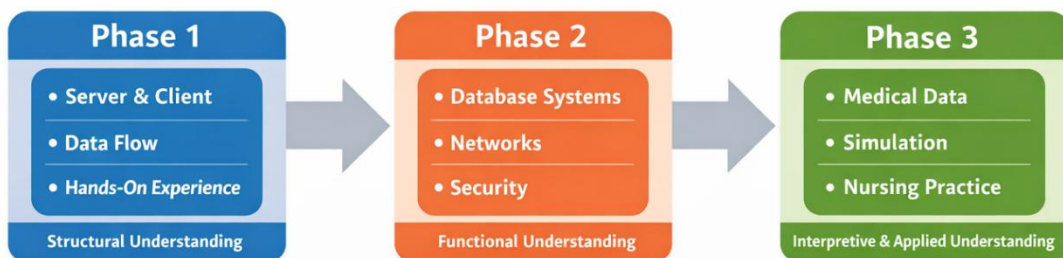 Phase 1
• Server & Client
• Data Flow
• Hands-On Experience
Structural Understanding
Phase 2
• Database Systems
• Networks
• Security
Functional Understanding
Phase 3
• Medical Data
• Simulation
• Nursing Practice
Interpretive & Applied Understanding